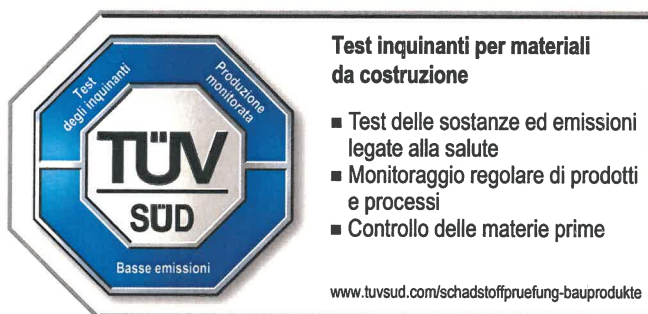 Test
degli inquinanti
Produzione
monitorata
TÜV
SÜD
Basse emissioni
Test inquinanti per materiali
da costruzione
■ Test delle sostanze ed emissioni
legate alla salute
■ Monitoraggio regolare di prodotti
e processi
■ Controllo delle materie prime
www.tuvsud.com/schadstoffpruefung-bauprodukte